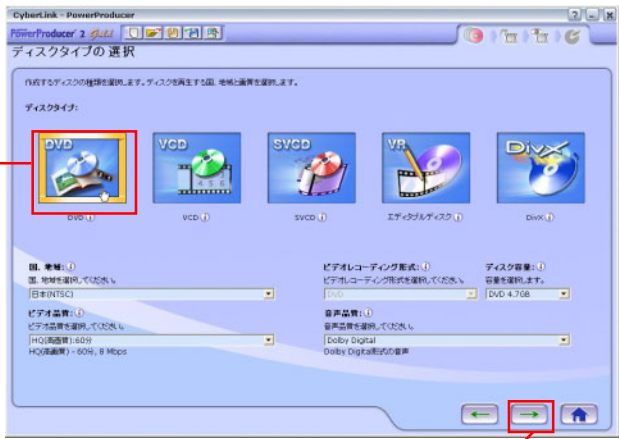 CyberLink - PowerProducer
PowerProducer 2 Gold
ディスクタイプの選択
作成するディスクの種類を選択します。ディスクを再生する国、地域と画質を選択します。
ディスクタイプ:
DVD VCD SVCD VR DivX
4 5 6
DVD VCD SVCD エディタブルディスク DivX
国、地域: ビデオレコーディング形式: ディスク容量:
国、地域を選択してください。 ビデオレコーディング形式を選択してください。 容量を選択します。
日本(NTSC) DVD DVD 4.7GB
ビデオ品質: 音声品質:
ビデオ品質を選択してください。 音声品質を選択してください。
HQ(高画質):60分 Dolby Digital
HQ(高画質) - 60分, 8 Mbps Dolby Digital形式の音声